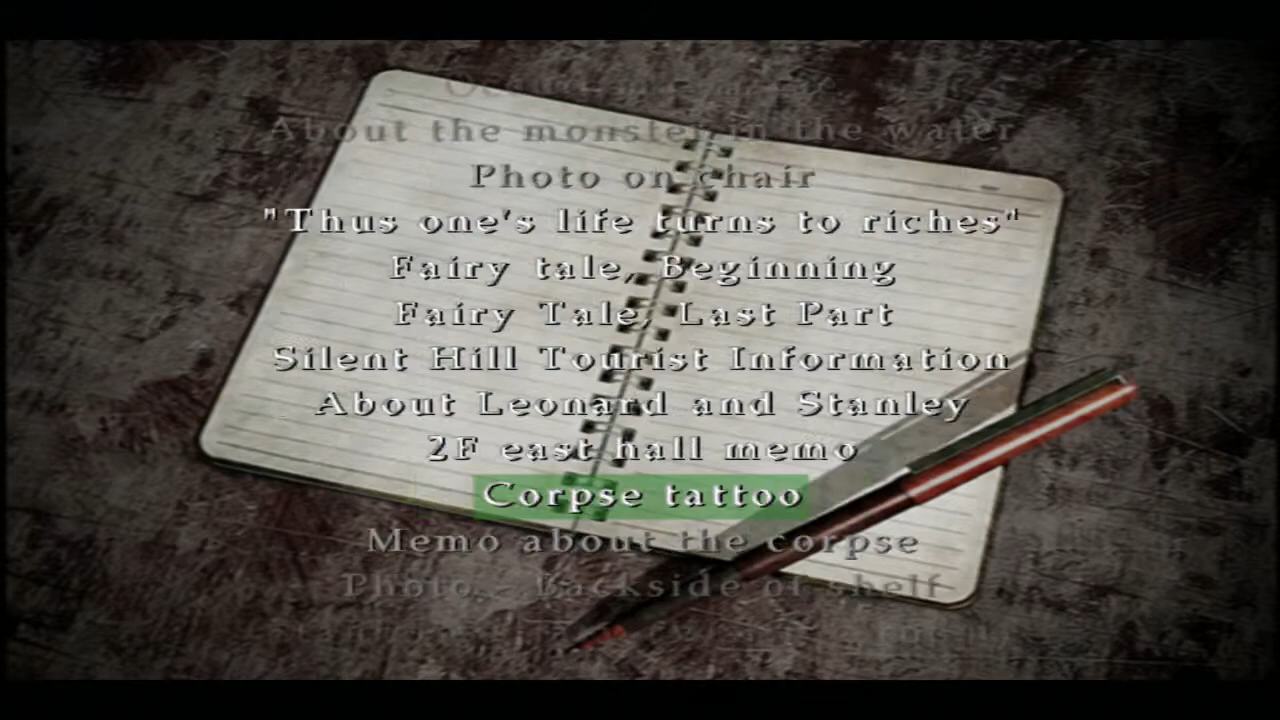 About the monster in the water
Photo on chair
"Thus one's life turns to riches"
Fairy tale, Beginning
Fairy Tale, Last Part
Silent Hill Tourist Information
About Leonard and Stanley
2F east hall memo
Corpse tattoo
Memo about the corpse
Photo, Backside of shelf